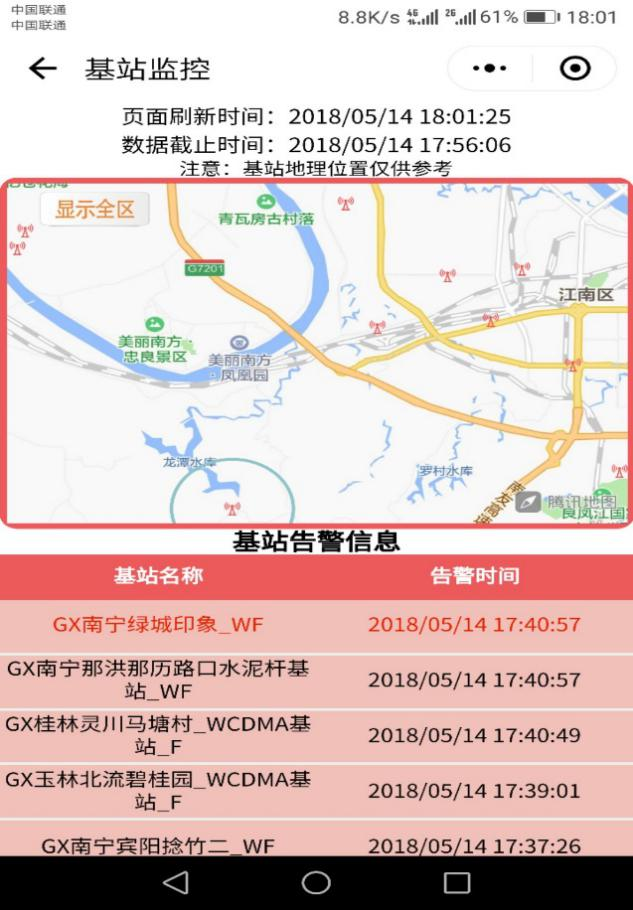 中国联通
中国联通
8.8K/s 4G 2G 61% 18:01
基站监控
页面刷新时间：2018/05/14 18:01:25
数据截止时间：2018/05/14 17:56:06
注意：基站地理位置仅供参考
显示全区
青瓦房古村落
G7201
江南区
美丽南方
忠良景区
美丽南方
凤凰园
龙潭水库
罗村水库
南友高速
腾讯地图
良凤江国
基站告警信息
基站名称 告警时间
GX南宁绿城印象_WF 2018/05/14 17:40:57
GX南宁那洪那历路口水泥杆基
站_WF 2018/05/14 17:40:57
GX桂林灵川马塘村_WCDMA基
站_F 2018/05/14 17:40:49
GX玉林北流碧桂园_WCDMA基
站_F 2018/05/14 17:39:01
GX南宁宾阳捻竹二_WF 2018/05/14 17:37:26